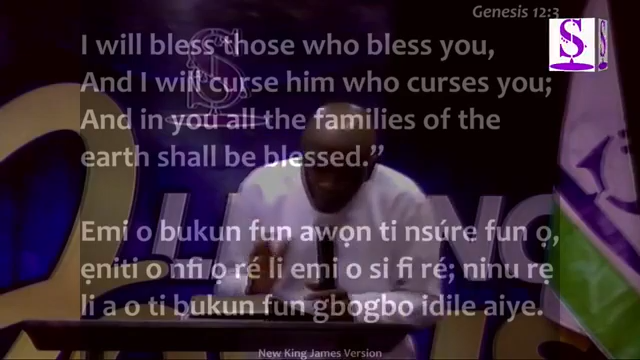 Genesis 12:3
I will bless those who bless you,
And I will curse him who curses you;
And in you all the families of the
earth shall be blessed.”
Emi o bukun fun awọn ti nsúre fun ọ,
ẹniti o nfi ọ ré li emi o si fi ré; ninu rẹ
li a o ti bukun fun gbogbo idile aiye.
New King James Version
S
S
S